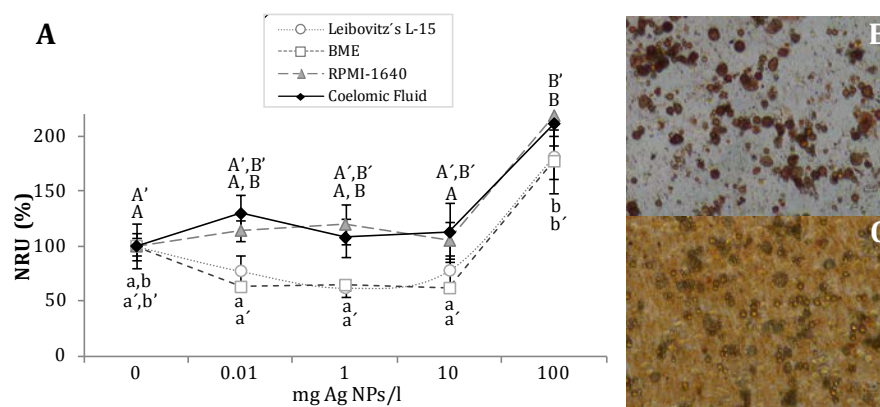 A
Leibovitz´s L-15
BME
RPMI-1640
Coelomic Fluid
B
C
NRU (%)
200
150
100
50
0
A’
A
A’,B’
A, B
A´,B´
A, B
A´,B´
A
B’
B
a,b
a´,b’
a
a´
a
a´
a
a´
b
b´
0 0.01 1 10 100
mg Ag NPs/l